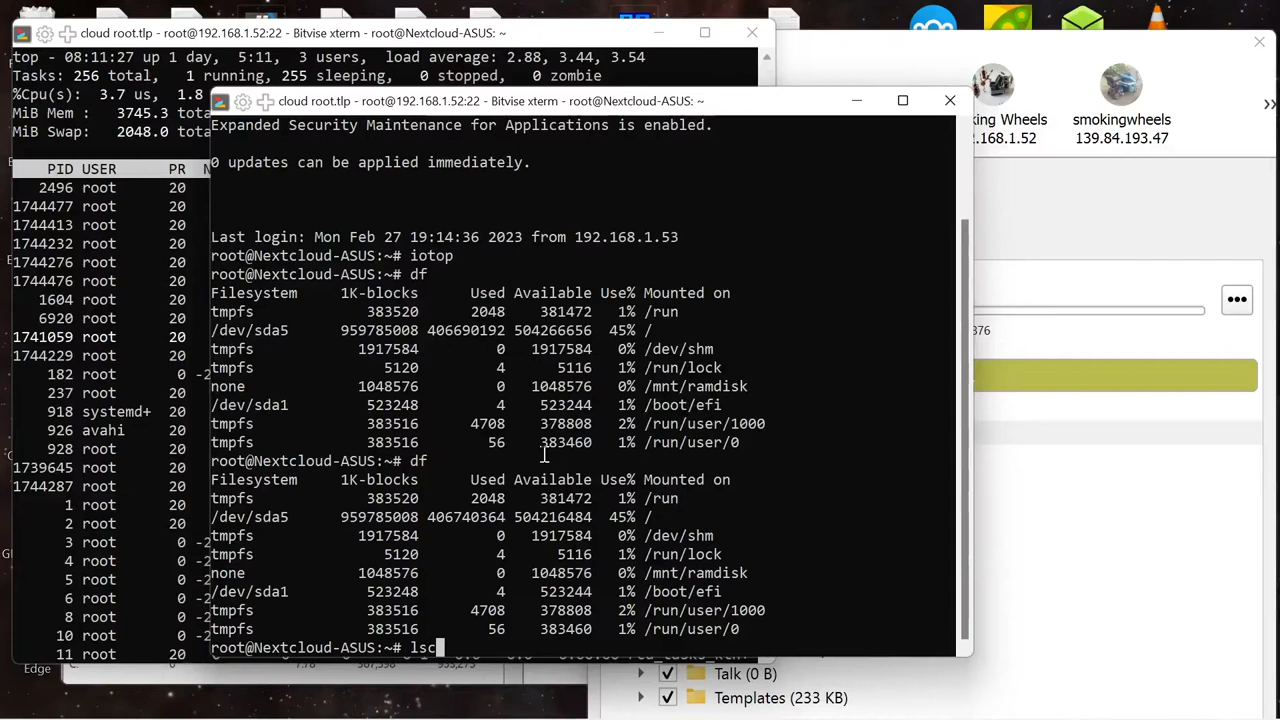 cloud root.tlp - root@192.168.1.52:22 - Bitvise xterm - root@Nextcloud-ASUS: ~
top - 08:11:27 up 1 day,  5:11,  3 users,  load average: 2.88, 3.44, 3.54
Tasks: 256 total,   1 running, 255 sleeping,   0 stopped,   0 zombie
%Cpu(s):  3.7 us,  1.8
MiB Mem :   3745.3
MiB Swap:   2048.0
PID USER      PR
2496 root      20
1744477 root      20
1744413 root      20
1744232 root      20
1744276 root      20
1744476 root      20
1604 root      20
6920 root      20
1741059 root      20
1744229 root      20
182 root       0 -2
237 root      20
918 systemd+  20
926 avahi     20
928 root      20
1739645 root      20
1744287 root      20
1 root      20
2 root      20
3 root       0 -2
4 root       0 -2
5 root       0 -2
6 root       0 -2
8 root       0 -2
10 root       0 -2
11 root      20
cloud root.tlp - root@192.168.1.52:22 - Bitvise xterm - root@Nextcloud-ASUS: ~
Expanded Security Maintenance for Applications is enabled.
0 updates can be applied immediately.
Last login: Mon Feb 27 19:14:36 2023 from 192.168.1.53
root@Nextcloud-ASUS:~# iotop
root@Nextcloud-ASUS:~# df
Filesystem     1K-blocks      Used Available Use% Mounted on
tmpfs             383520      2048    381472   1% /run
/dev/sda5      959785008 406690192 504266656  45% /
tmpfs            1917584         0   1917584   0% /dev/shm
tmpfs               5120         4      5116   1% /run/lock
none             1048576         0   1048576   0% /mnt/ramdisk
/dev/sda1         523248         4    523244   1% /boot/efi
tmpfs             383516      4708    378808   2% /run/user/1000
tmpfs             383516        56    383460   1% /run/user/0
root@Nextcloud-ASUS:~# df
Filesystem     1K-blocks      Used Available Use% Mounted on
tmpfs             383520      2048    381472   1% /run
/dev/sda5      959785008 406740364 504216484  45% /
tmpfs            1917584         0   1917584   0% /dev/shm
tmpfs               5120         4      5116   1% /run/lock
none             1048576         0   1048576   0% /mnt/ramdisk
/dev/sda1         523248         4    523244   1% /boot/efi
tmpfs             383516      4708    378808   2% /run/user/1000
tmpfs             383516        56    383460   1% /run/user/0
root@Nextcloud-ASUS:~# lsc
king Wheels
.168.1.52
smokingwheels
139.84.193.47
376
Edge
Talk (0 B)
Templates (233 KB)